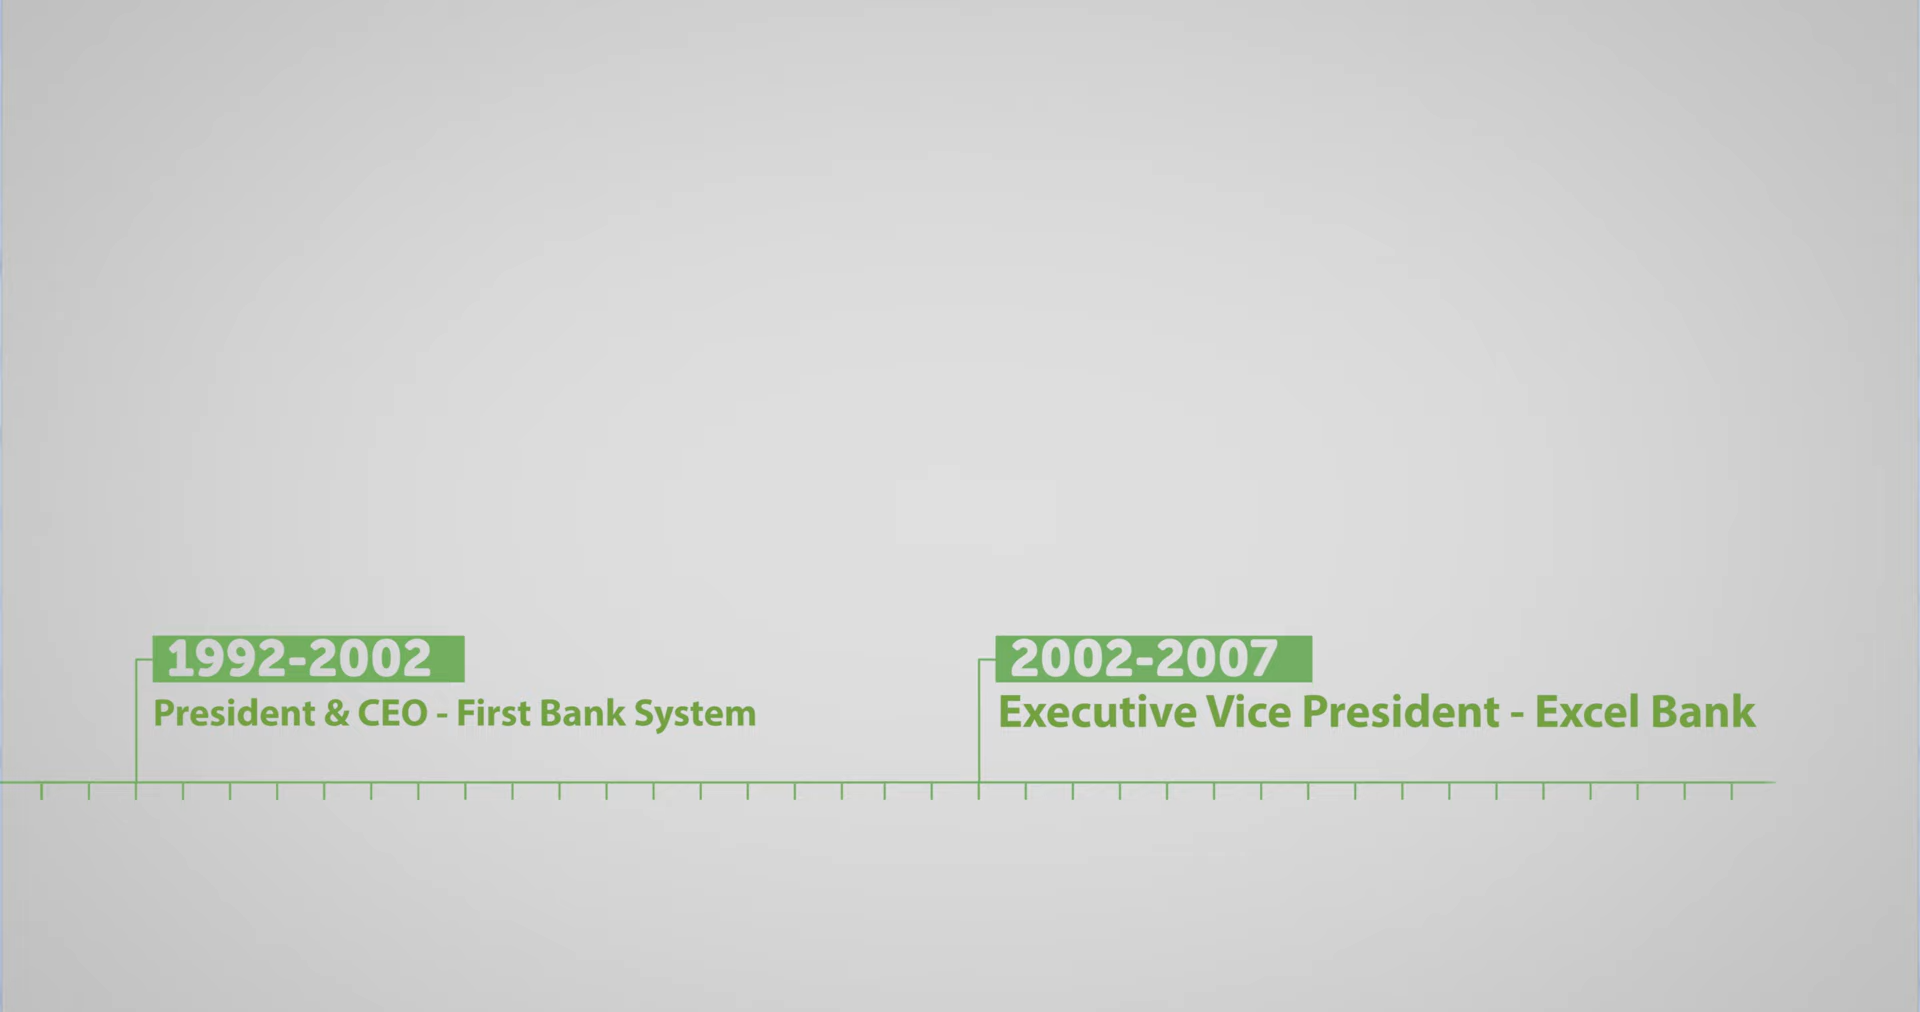 1992-2002
President & CEO - First Bank System
2002-2007
Executive Vice President - Excel Bank